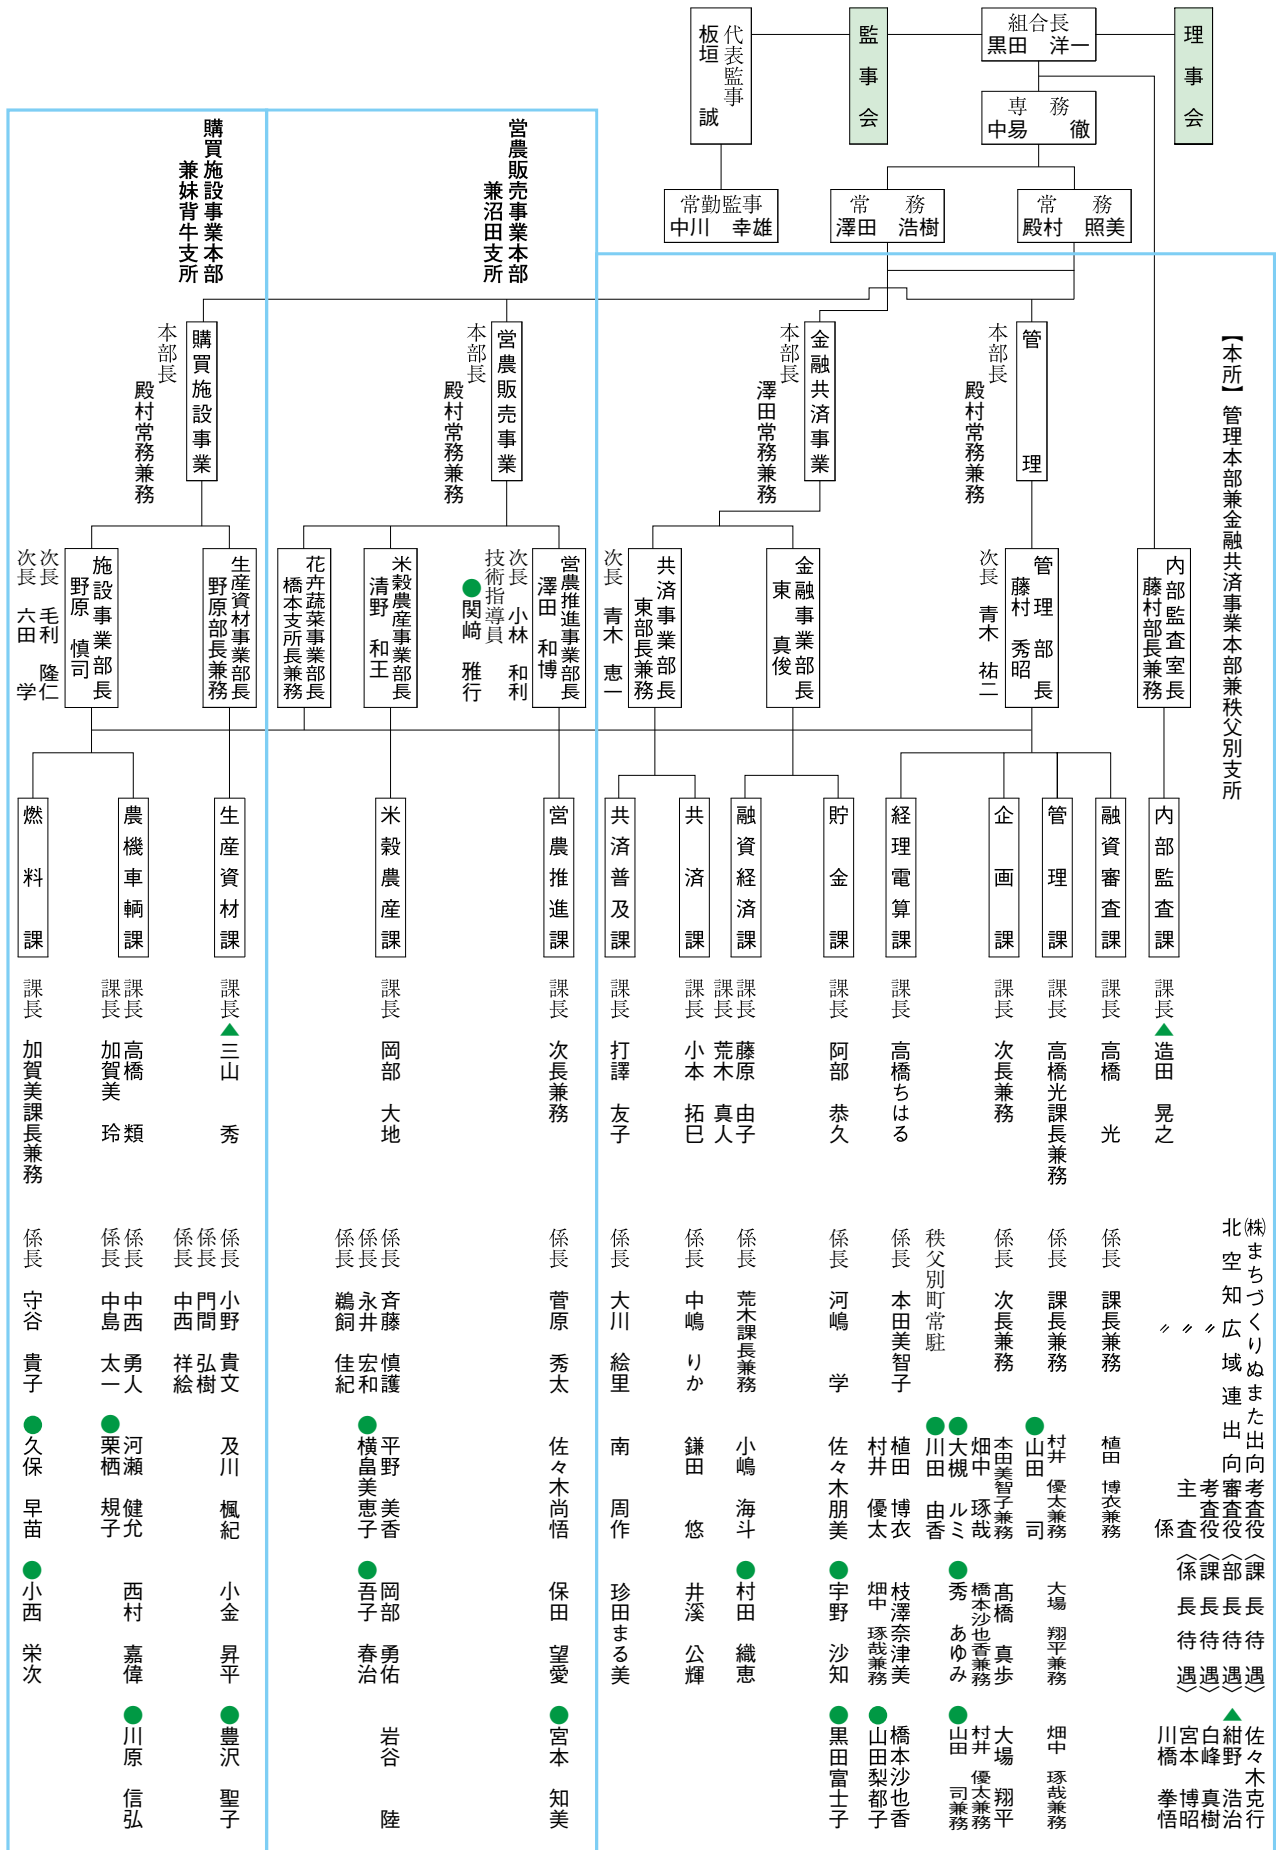 理事会
組合長
黒田　洋一
監事会
代表監事
板垣　誠
専　務
中易　徹
常　務
殿村　照美
常　務
澤田　浩樹
常勤監事
中川　幸雄
営農販売事業本部
兼沼田支所
購買施設事業本部
兼妹背牛支所
【本所】管理本部兼金融共済事業本部兼秩父別支所
管理
本部長
殿村常務兼務
金融共済事業
本部長
澤田常務兼務
営農販売事業
本部長
殿村常務兼務
購買施設事業
本部長
殿村常務兼務
内部監査室長
藤村部長兼務
管理部長
藤村　秀昭
次長　青木　祐二
金融事業部長
東　真俊
共済事業部長
東部長兼務
次長　青木　恵一
営農推進事業部長
澤田　和博
次長　小林　和利
技術指導員
●関﨑　雅行
米穀農産事業部長
清野　和王
花卉蔬菜事業部長
橋本支所長兼務
生産資材事業部長
野原部長兼務
施設事業部長
野原　慎司
次長　毛利　隆仁
次長　六田　学
内部監査課
課長▲造田　晃之
融資審査課
課長　高橋　光
係長　課長兼務
植田　博衣兼務
管理課
課長　高橋光課長兼務
係長　課長兼務
村井　優太兼務
大場　翔平兼務
畑中　琢哉兼務
●山田　司
企画課
課長　次長兼務
係長　次長兼務
本田美智子兼務
髙橋　真歩
大場　翔平
畑中　琢哉
橋本沙也香兼務
村井　優太兼務
●大槻　ルミ
●秀　あゆみ
●山田　司兼務
秩父別町常駐
●川田　由香
経理電算課
課長　高橋ちはる
係長　本田美智子
植田　博衣
枝澤奈津美
橋本沙也香
村井　優太
畑中　琢哉兼務
●山田梨都子
貯金課
課長　阿部　恭久
係長　河嶋　学
佐々木朋美
●宇野　沙知
●黒田富士子
融資経済課
課長　藤原　由子
課長　荒木　真人
係長　荒木課長兼務
小嶋　海斗
●村田　織恵
共済課
課長　小本　拓巳
係長　中嶋　りか
鎌田　悠
井溪　公輝
共済普及課
課長　打譯　友子
係長　大川　絵里
南　周作
珍田まる美
営農推進課
課長　次長兼務
係長　菅原　秀太
佐々木尚悟
保田　望愛
●宮本　知美
米穀農産課
課長　岡部　大地
係長　斉藤　慎護
係長　永井　宏和
係長　鵜飼　佳紀
平野　美香
岡部　勇佑
岩谷　陸
●横畠美恵子
●吾子　春治
生産資材課
課長▲三山　秀
係長　小野　貴文
係長　門間　弘樹
係長　中西　祥絵
及川　楓紀
小金　昇平
●豊沢　聖子
農機車輌課
課長　高橋　類
課長　加賀美　玲
係長　中西　勇人
係長　中島　太一
河瀬　健允
西村　嘉偉
●川原　信弘
●栗栖　規子
燃料課
課長　加賀美課長兼務
係長　守谷　貴子
●久保　早苗
●小西　栄次
㈱まちづくりぬまた出向　考査役〈課長待遇〉　佐々木克行
北空知広域連出向　審査役〈部長待遇〉▲紺野　浩治
〃　考査役〈課長待遇〉　白峰　真樹
〃　主査〈係長待遇〉　宮本　博昭
〃　係　川橋　拳悟